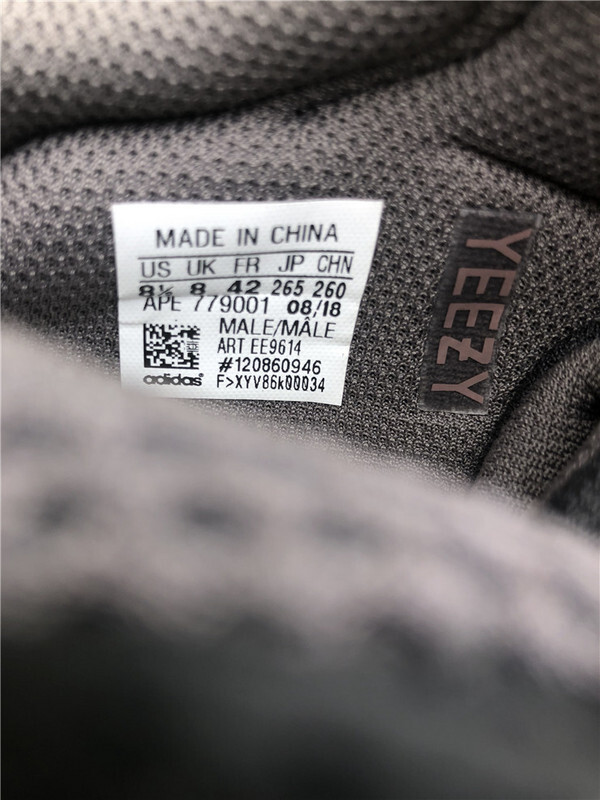 MADE IN CHINA
US UK FR JP CHN
8½ 8 42 265 260
APE 779001 08/18
MALE/MÂLE
ART EE9614
#120860946
adidas® F>XYV86k00034
YEEZY